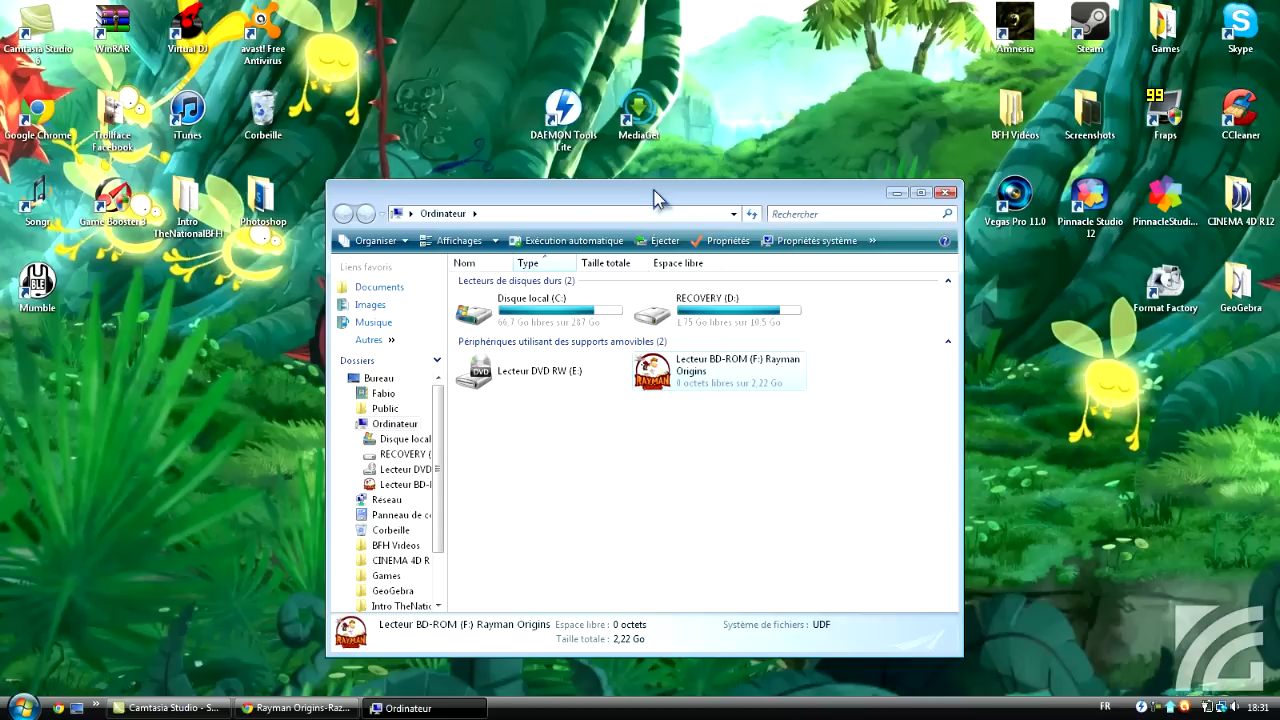 Camtasia Studio 6
WinRAR
Virtual DJ
avast! Free Antivirus
Amnesia
Steam
Games
Skype
Google Chrome
Trollface Facebook
iTunes
Corbeille
DAEMON Tools Lite
MediaGet
BFH Vidéos
Screenshots
99
Fraps
CCleaner
Songr
Game Booster 3
Intro TheNationalBFH
Photoshop
Vegas Pro 11.0
Pinnacle Studio 12
PinnacleStudi...
CINEMA 4D R12
BLE
Mumble
Format Factory
GeoGebra
Ordinateur
Rechercher
Organiser
Affichages
Exécution automatique
Éjecter
Propriétés
Propriétés système
»
Liens favoris
Documents
Images
Musique
Autres »
Dossiers
Bureau
Fabio
Public
Ordinateur
Disque local
RECOVERY (
Lecteur DVD
Lecteur BD-
Réseau
Panneau de c
Corbeille
BFH Videos
CINEMA 4D R
Games
GeoGebra
Intro TheNatic
Nom
Type
Taille totale
Espace libre
Lecteurs de disques durs (2)
Disque local (C:)
66,7 Go libres sur 287 Go
RECOVERY (D:)
1,75 Go libres sur 10,5 Go
Périphériques utilisant des supports amovibles (2)
DVD
Lecteur DVD RW (E:)
RAYMAN
Lecteur BD-ROM (F:) Rayman
Origins
0 octets libres sur 2,22 Go
RAYMAN
Lecteur BD-ROM (F:) Rayman Origins
Espace libre : 0 octets
Système de fichiers : UDF
Taille totale : 2,22 Go
Camtasia Studio - S...
Rayman Origins-Raz...
Ordinateur
FR
18:31